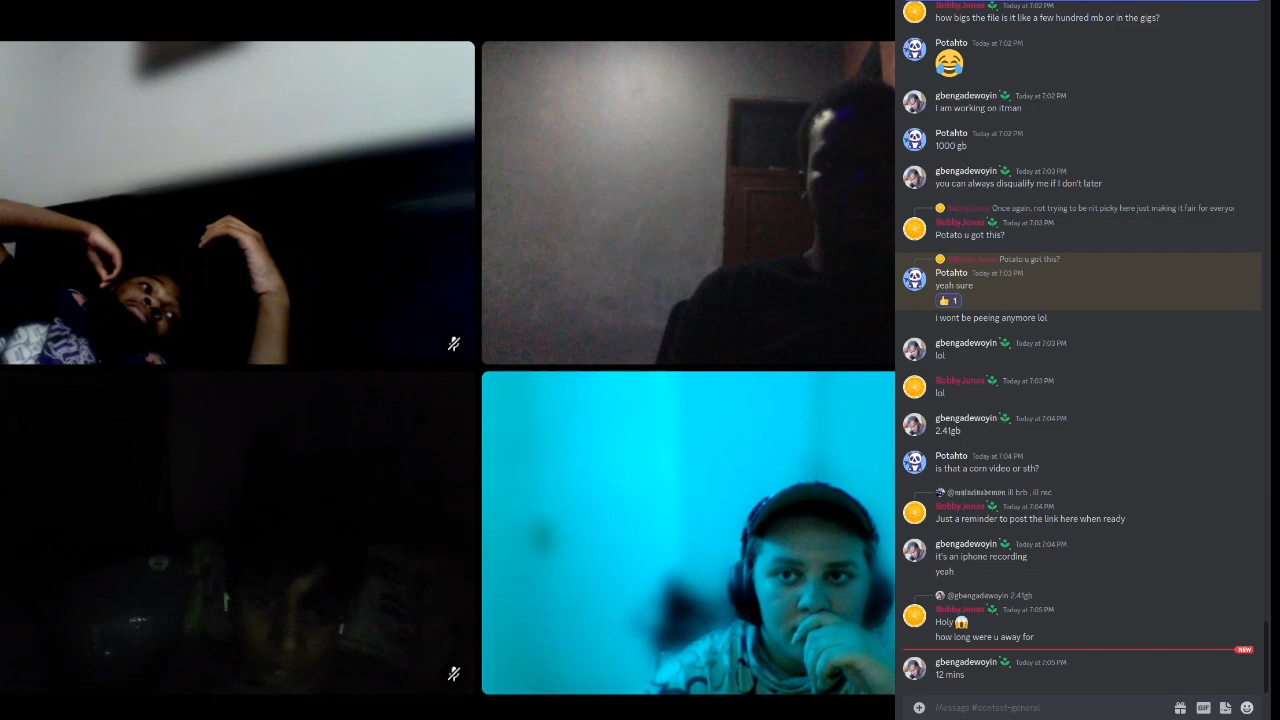 BobbyJonas Today at 7:02 PM
how bigs the file is it like a few hundred mb or in the gigs?
Potahto Today at 7:02 PM
gbengadewoyin Today at 7:02 PM
I am working on itman
Potahto Today at 7:02 PM
1000 gb
gbengadewoyin Today at 7:03 PM
you can always disqualify me if I don't later
BobbyJonas Once again, not trying to be nit picky here just making it fair for everyo
BobbyJonas Today at 7:03 PM
Potato u got this?
@BobbyJonas Potato u got this?
Potahto Today at 7:03 PM
yeah sure
1
i wont be peeing anymore lol
gbengadewoyin Today at 7:03 PM
lol
BobbyJonas Today at 7:03 PM
lol
gbengadewoyin Today at 7:04 PM
2.41gb
Potahto Today at 7:04 PM
is that a corn video or sth?
ill brb , ill rec
BobbyJonas Today at 7:04 PM
Just a reminder to post the link here when ready
gbengadewoyin Today at 7:04 PM
it's an iphone recording
yeah
@gbengadewoyin 2.41gb
BobbyJonas Today at 7:05 PM
Holy
how long were u away for
NEW
gbengadewoyin Today at 7:05 PM
12 mins
Message #contest-general
GIF